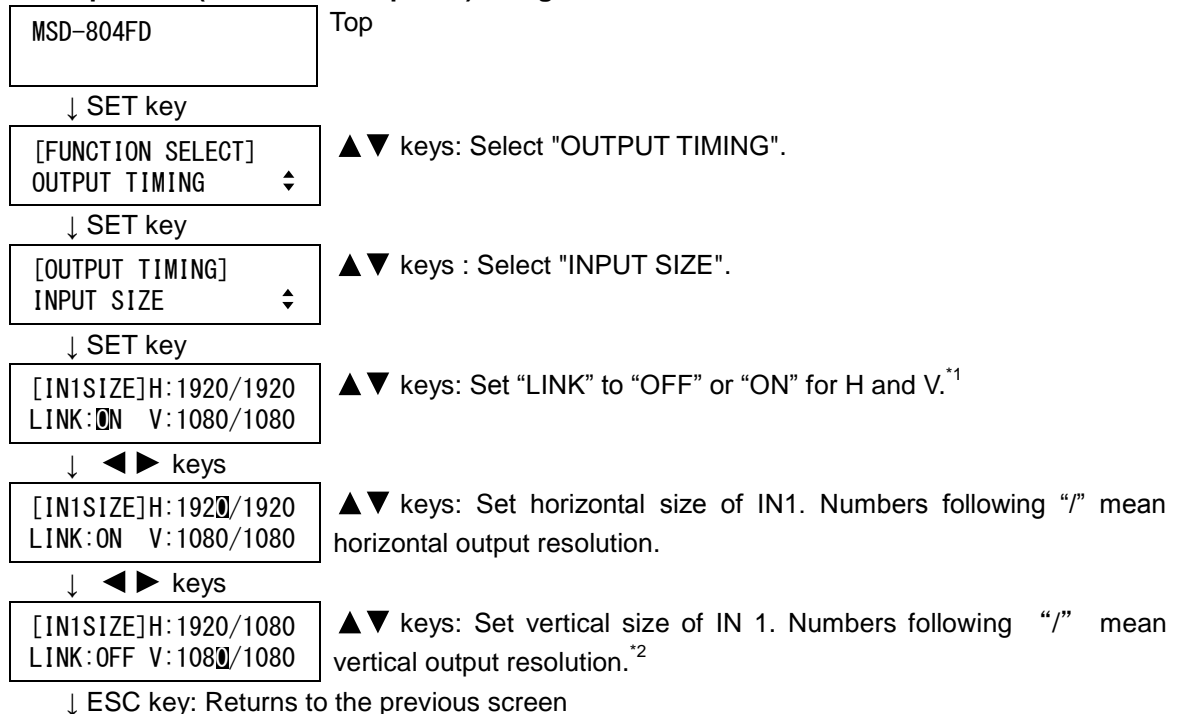 MSD-804FD
Top
↓ SET key
[FUNCTION SELECT]
OUTPUT TIMING
▲▼ keys: Select "OUTPUT TIMING".
↓ SET key
[OUTPUT TIMING]
INPUT SIZE
▲▼ keys : Select "INPUT SIZE".
↓ SET key
[IN1SIZE]H:1920/1920
LINK:ON V:1080/1080
▲▼ keys: Set “LINK” to “OFF” or “ON” for H and V.*1
↓ ◀▶ keys
[IN1SIZE]H:1920/1920
LINK:ON V:1080/1080
▲▼ keys: Set horizontal size of IN1. Numbers following “/” mean
horizontal output resolution.
↓ ◀▶ keys
[IN1SIZE]H:1920/1080
LINK:OFF V:1080/1080
▲▼ keys: Set vertical size of IN 1. Numbers following “/” mean
vertical output resolution.*2
↓ ESC key: Returns to the previous screen